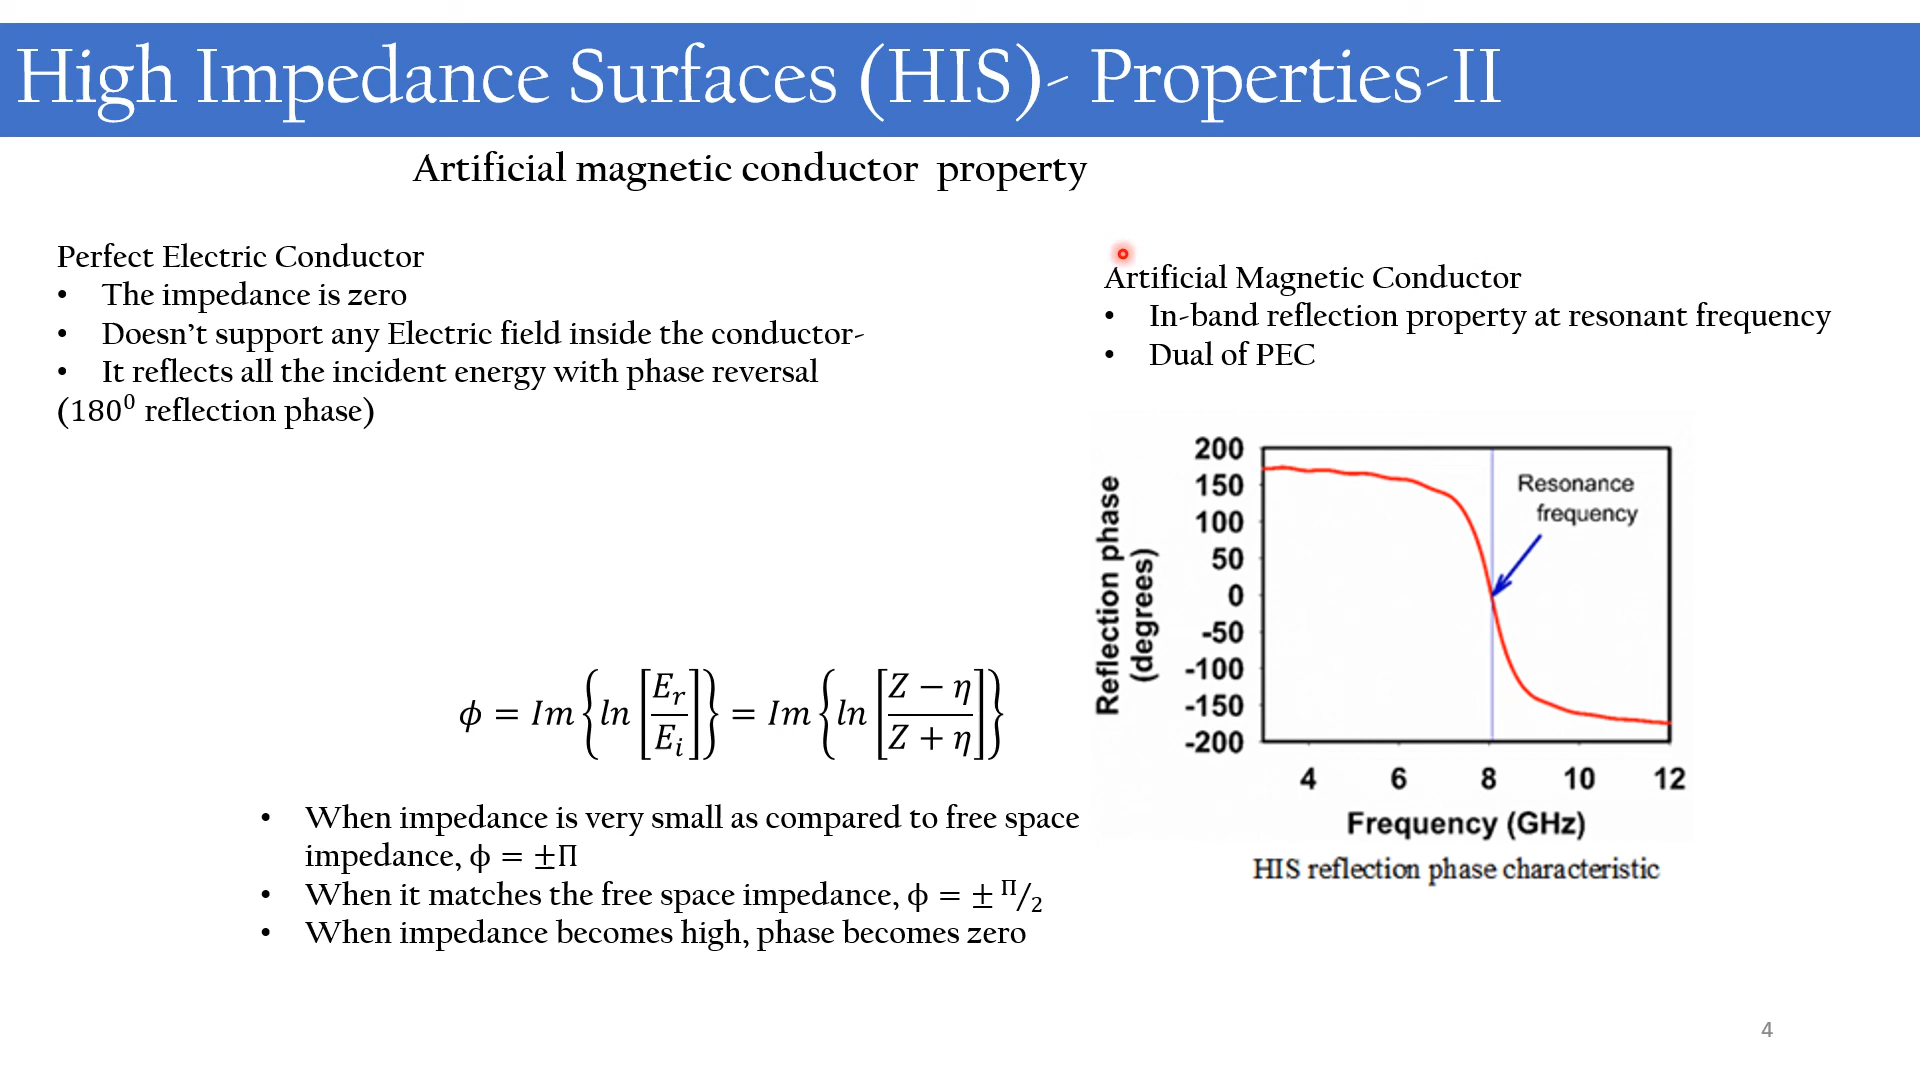 High Impedance Surfaces (HIS)- Properties-II
Artificial magnetic conductor property
Perfect Electric Conductor
• The impedance is zero
• Doesn't support any Electric field inside the conductor-
• It reflects all the incident energy with phase reversal
(180⁰ reflection phase)
ϕ = Im{ln[E_r/E_i]} = Im{ln[(Z − η)/(Z + η)]}
• When impedance is very small as compared to free space
impedance, ϕ = ±Π
• When it matches the free space impedance, ϕ = ± Π/2
• When impedance becomes high, phase becomes zero
Artificial Magnetic Conductor
• In-band reflection property at resonant frequency
• Dual of PEC
Reflection phase
(degrees)
200
150
100
50
0
-50
-100
-150
-200
Resonance
frequency
4 6 8 10 12
Frequency (GHz)
HIS reflection phase characteristic
4